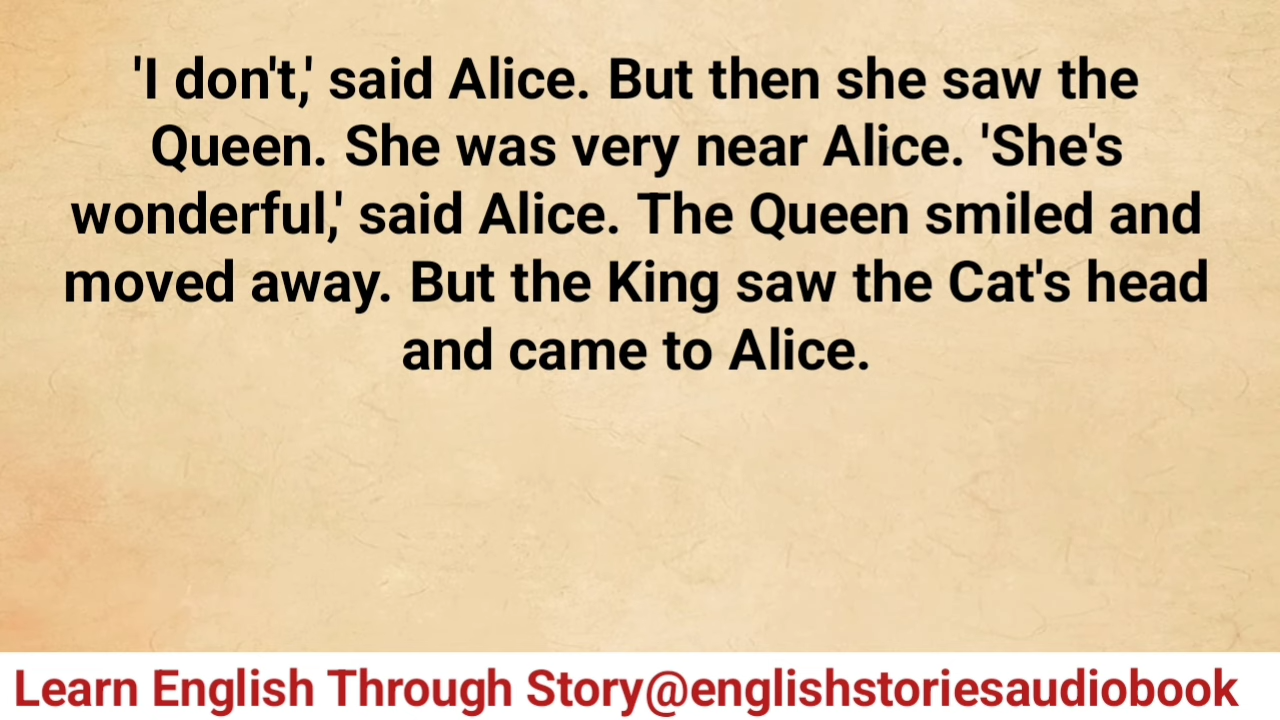 'I don't,' said Alice. But then she saw the
Queen. She was very near Alice. 'She's
wonderful,' said Alice. The Queen smiled and
moved away. But the King saw the Cat's head
and came to Alice.
Learn English Through Story@englishstoriesaudiobook